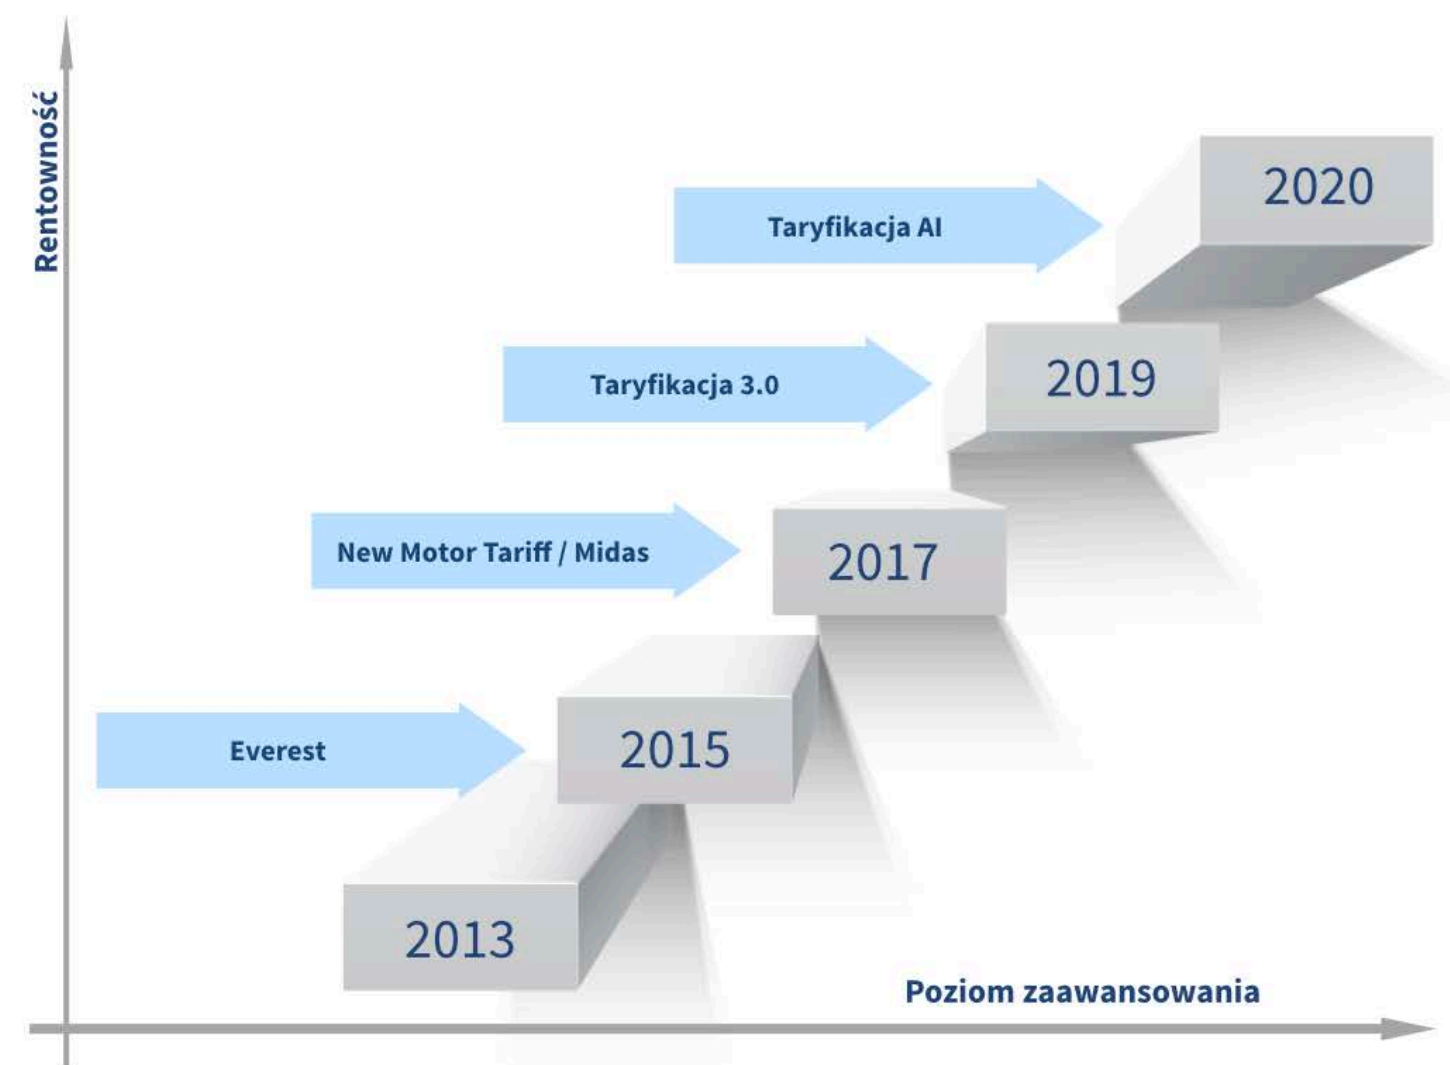 Rentowność
2020
Taryfikacja AI
2019
Taryfikacja 3.0
New Motor Tariff / Midas
2017
Everest
2015
2013
Poziom zaawansowania